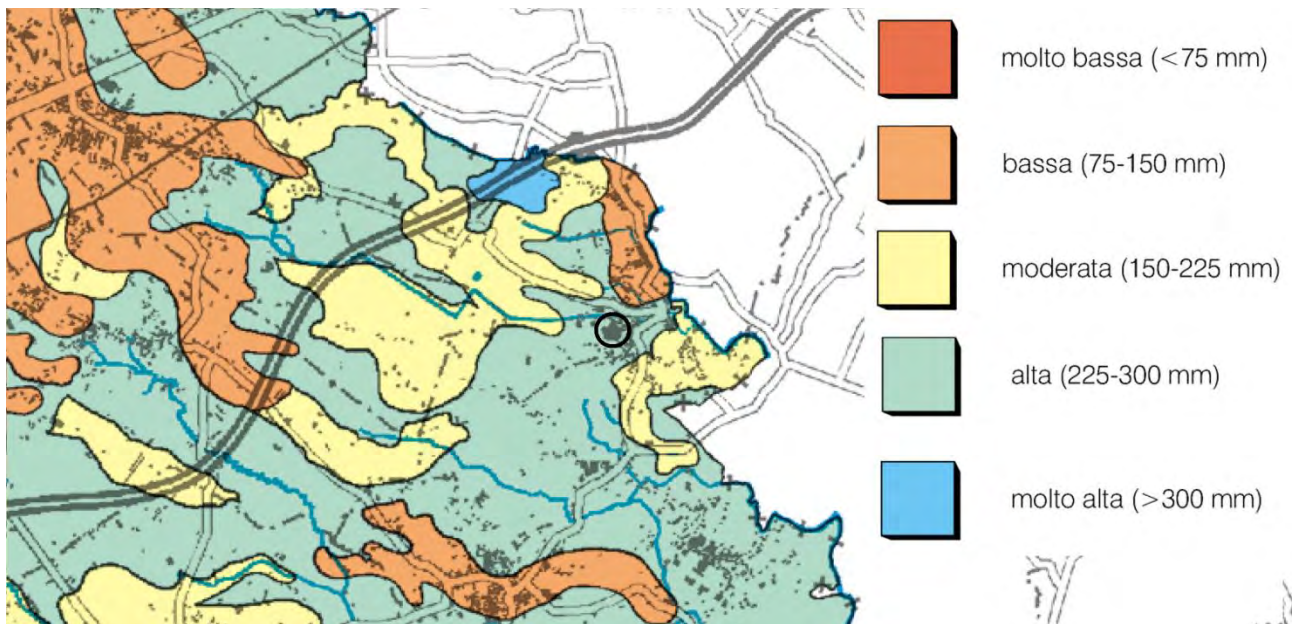 molto bassa (<75 mm)
bassa (75-150 mm)
moderata (150-225 mm)
alta (225-300 mm)
molto alta (>300 mm)